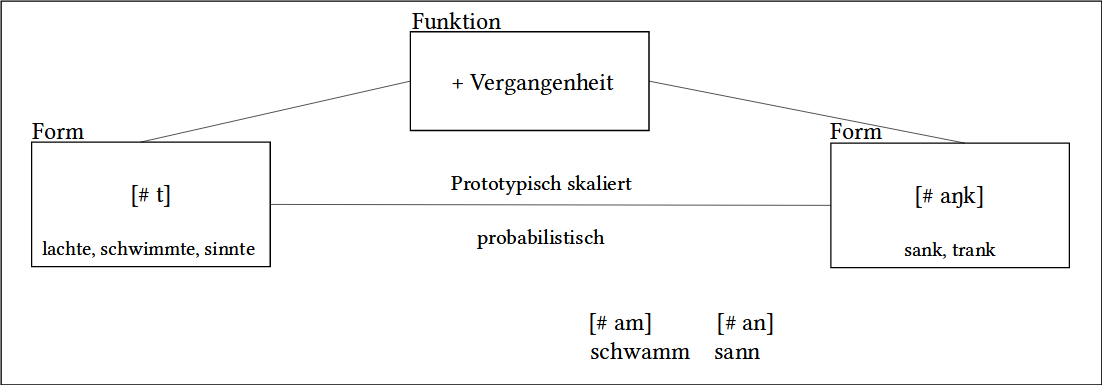 Funktion
+ Vergangenheit
Form
Form
[# t]
Prototypisch skaliert
[# aŋk]
lachte, schwimmte, sinnte
probabilistisch
sank, trank
[# am] [# an]
schwamm sann